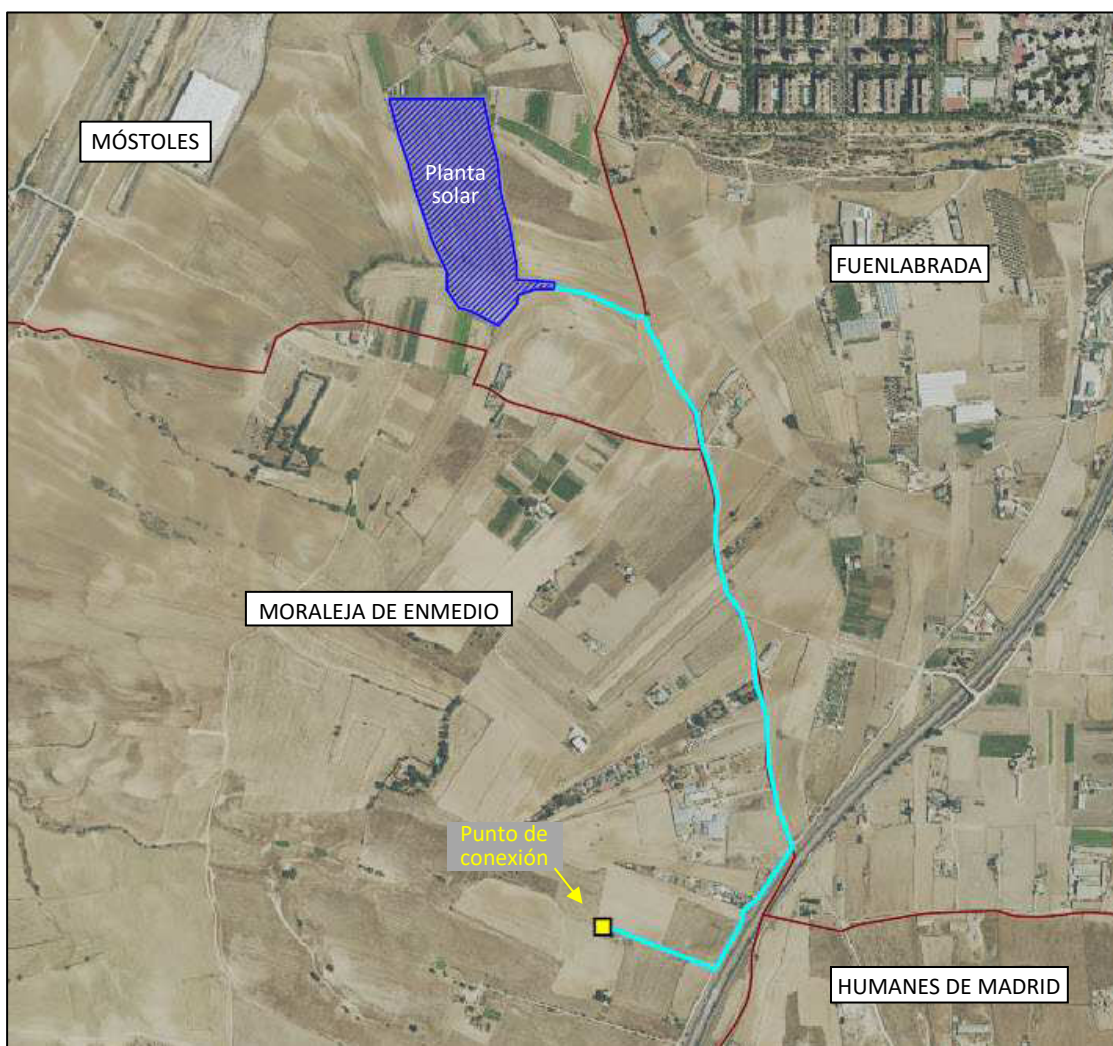 MÓSTOLES
Planta
solar
FUENLABRADA
MORALEJA DE ENMEDIO
Punto de
conexión
HUMANES DE MADRID